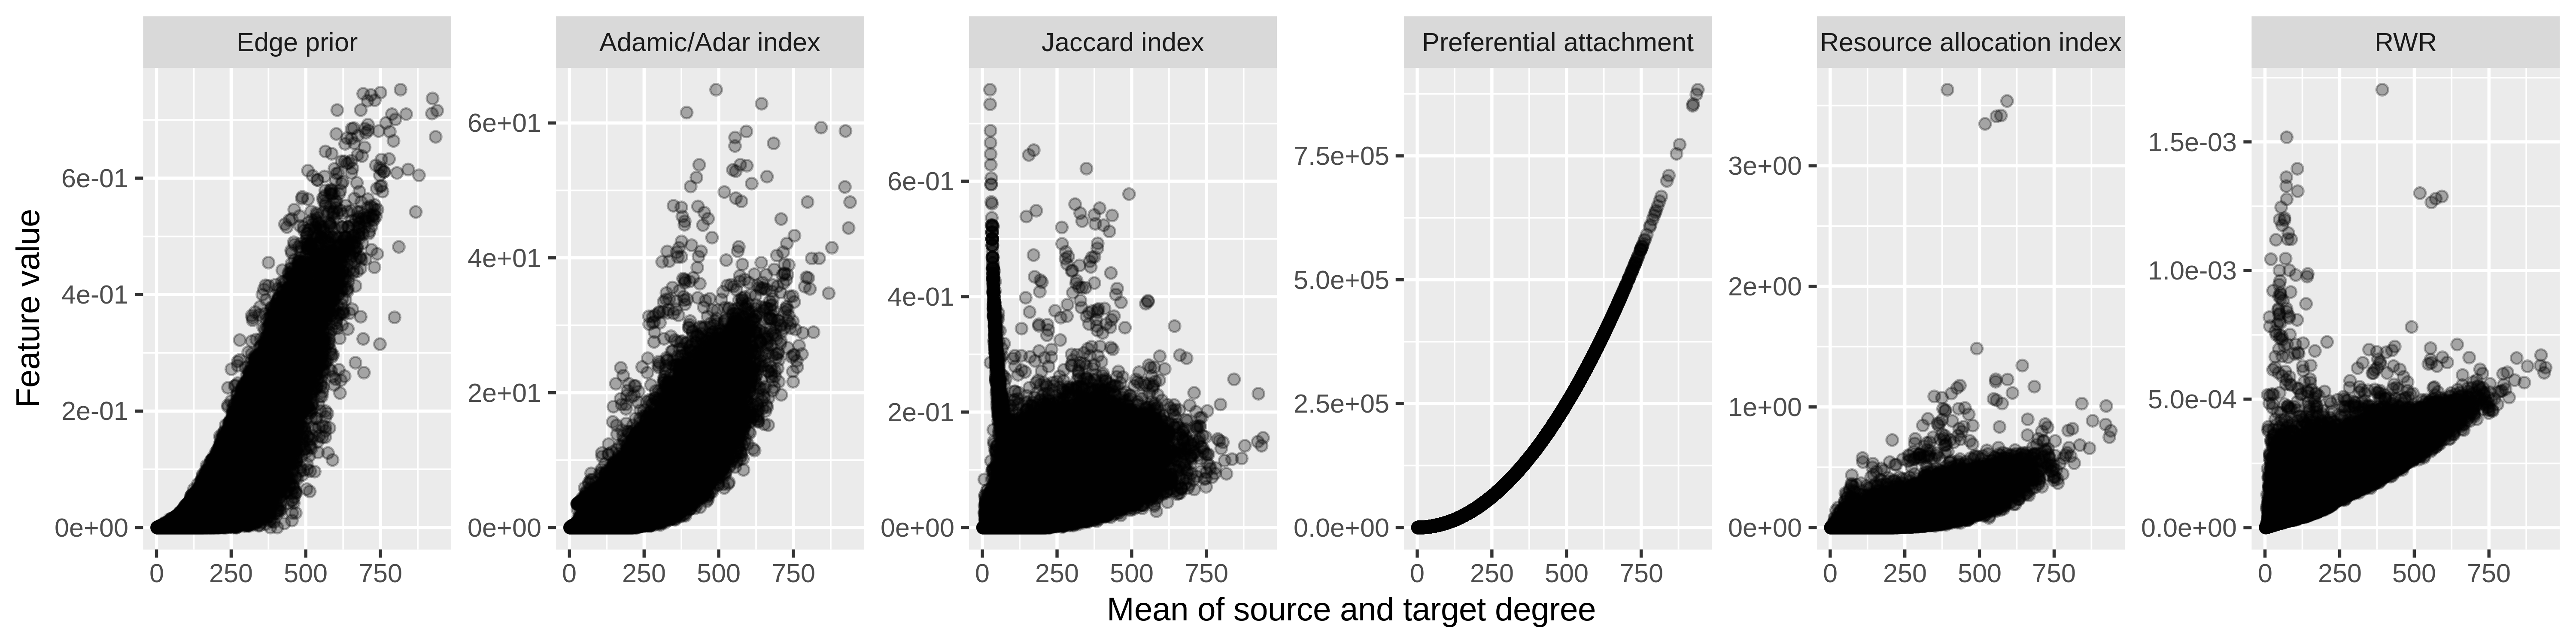 Edge prior
Adamic/Adar index
Jaccard index
Preferential attachment
Resource allocation index
RWR
Feature value
6e-01
4e-01
2e-01
0e+00
0 250 500 750
6e+01
4e+01
2e+01
0e+00
0 250 500 750
6e-01
4e-01
2e-01
0e+00
0 250 500 750
7.5e+05
5.0e+05
2.5e+05
0.0e+00
0 250 500 750
3e+00
2e+00
1e+00
0e+00
0 250 500 750
1.5e-03
1.0e-03
5.0e-04
0.0e+00
0 250 500 750
Mean of source and target degree